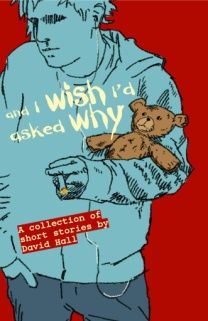 and I wish I'd
asked why
A collection of
short stories by
David Hall